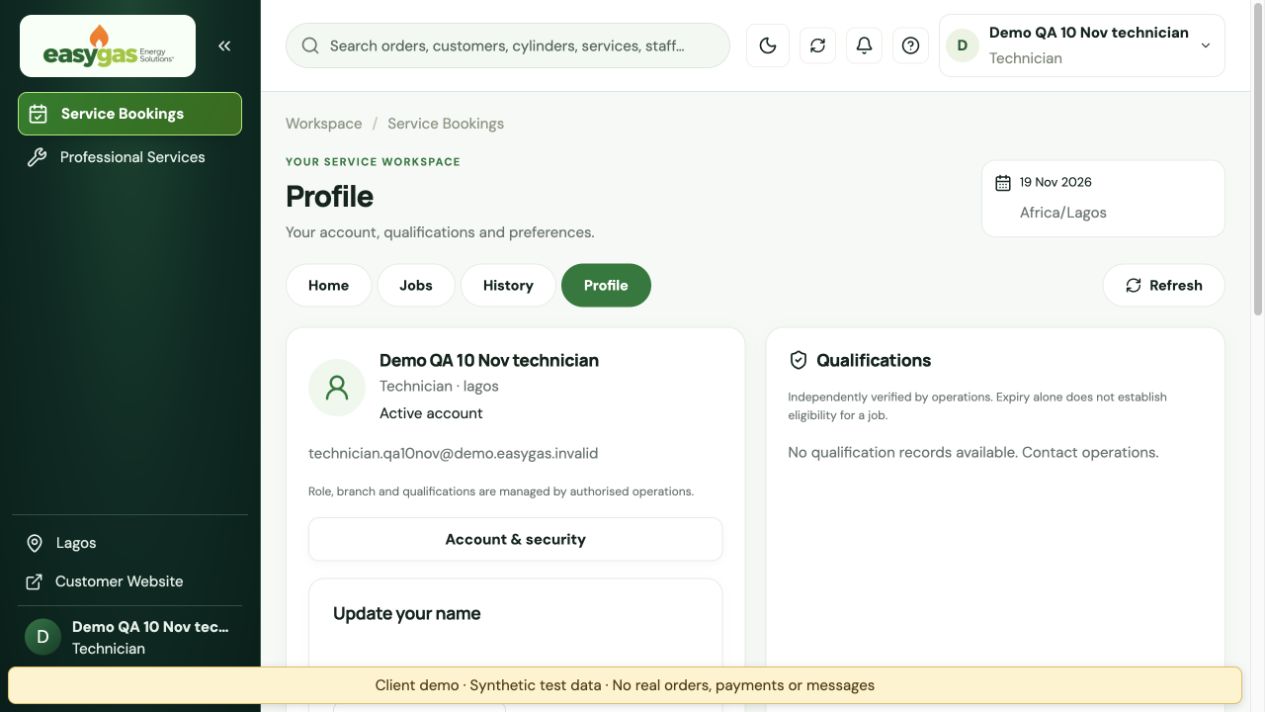 easygas Energy Solutions
Search orders, customers, cylinders, services, staff...
D
Demo QA 10 Nov technician
Technician
Service Bookings
Professional Services
Workspace / Service Bookings
YOUR SERVICE WORKSPACE
Profile
Your account, qualifications and preferences.
19 Nov 2026
Africa/Lagos
Home
Jobs
History
Profile
Refresh
Demo QA 10 Nov technician
Technician · lagos
Active account
technician.qa10nov@demo.easygas.invalid
Role, branch and qualifications are managed by authorised operations.
Account & security
Update your name
Qualifications
Independently verified by operations. Expiry alone does not establish
eligibility for a job.
No qualification records available. Contact operations.
Lagos
Customer Website
D
Demo QA 10 Nov tec...
Technician
Client demo · Synthetic test data · No real orders, payments or messages